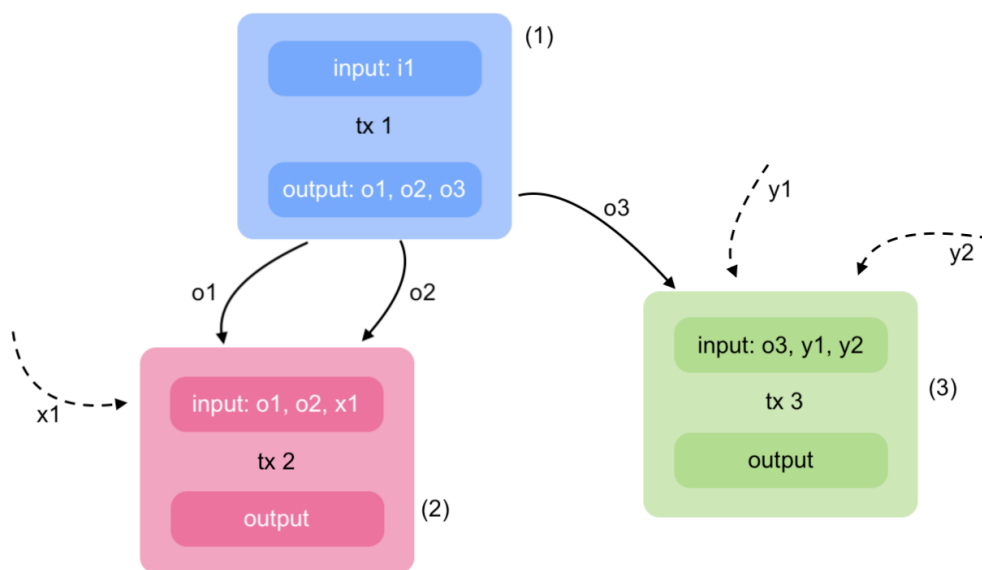 (1)
input: i1
tx 1
output: o1, o2, o3
o3
y1
y2
o1
o2
x1
input: o1, o2, x1
tx 2
output
(2)
input: o3, y1, y2
tx 3
(3)
output